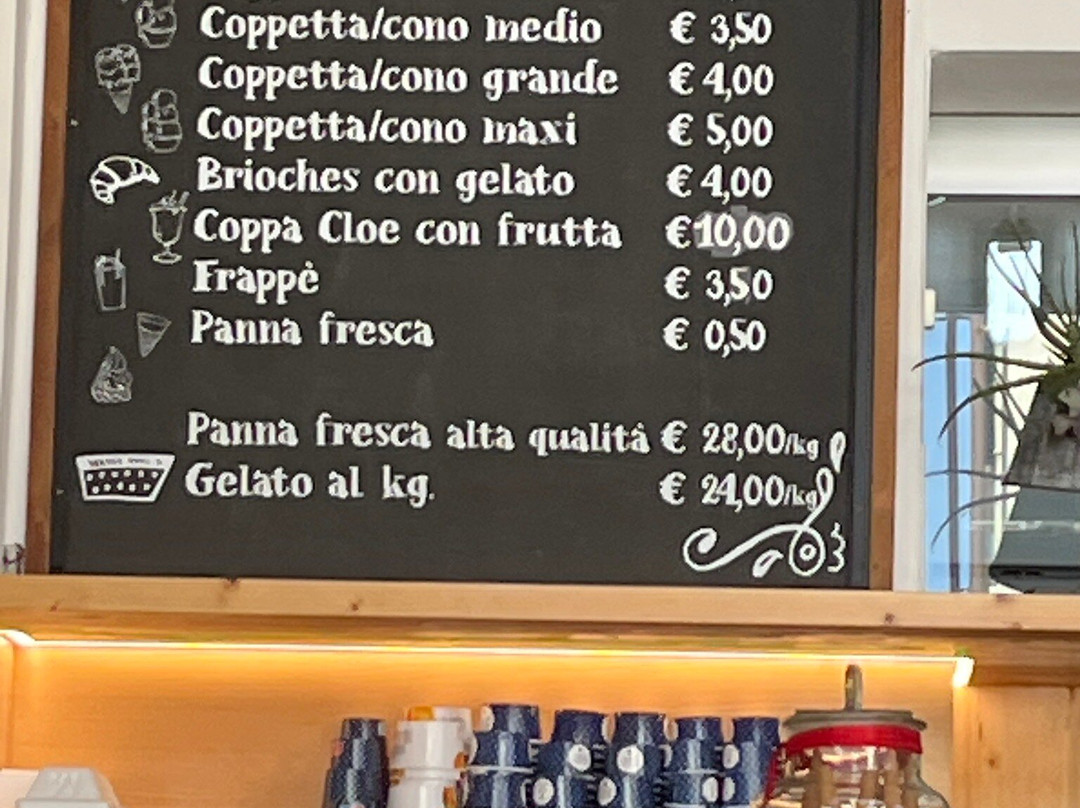 Coppetta/cono medio € 3,50
Coppetta/cono grande € 4,00
Coppetta/cono maxi € 5,00
Brioches con gelato € 4,00
Coppa Cloe con frutta € 10,00
Frappè € 3,50
Panna fresca € 0,50
Panna fresca alta qualità € 28,00/kg
Gelato al kg. € 24,00/kg